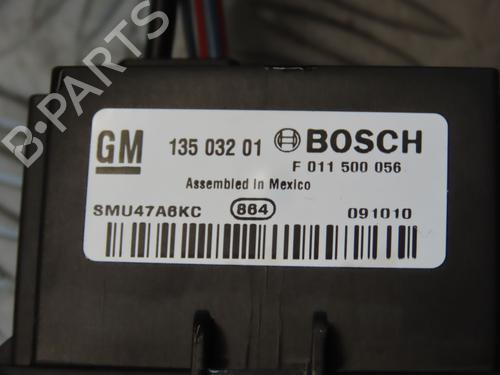 B-PARTS
GM 135 032 01 BOSCH
F 011 500 056
Assembled in Mexico
SMU47A6KC 864 091010